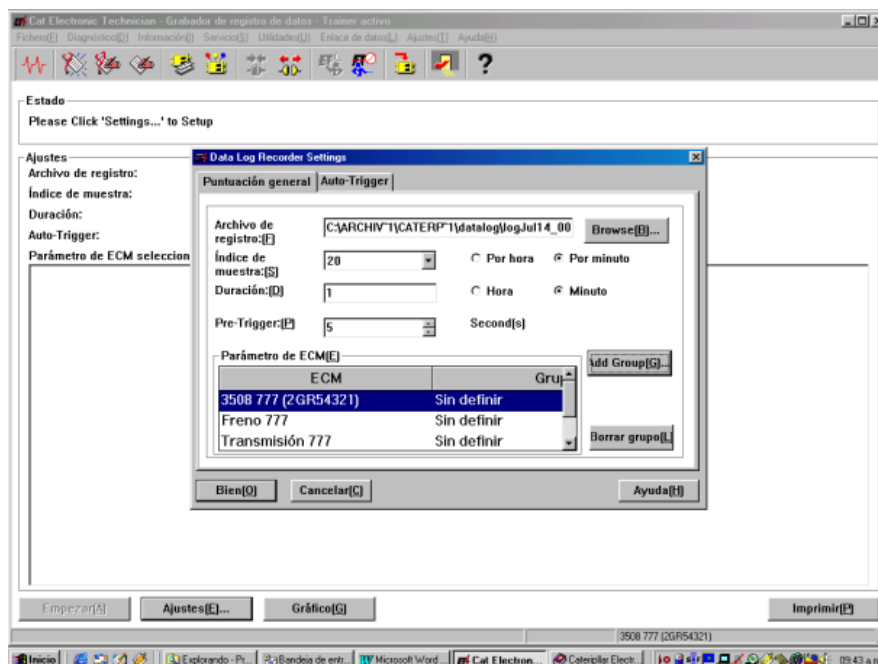 Cat Electronic Technician - Grabador de registro de datos - Trainer activo
Fichero[F] Diagnóstico[D] Información[I] Servicio[S] Utilidades[U] Enlace de datos[L] Ajustes[T] Ayuda[H]
Estado
Please Click 'Settings...' to Setup
Ajustes
Archivo de registro:
Índice de muestra:
Duración:
Auto-Trigger:
Parámetro de ECM seleccion
Data Log Recorder Settings
Puntuación general
Auto-Trigger
Archivo de registro:[F]
C:\ARCHIV~1\CATERP~1\datalog\logJul14_00
Browse[B]...
Índice de muestra:[S]
20
Por hora
Por minuto
Duración:[D]
1
Hora
Minuto
Pre-Trigger:[P]
5
Second[s]
Parámetro de ECM[E]
Add Group[G]...
ECM Grup
3508 777 (2GR54321) Sin definir
Freno 777 Sin definir
Transmisión 777 Sin definir
Borrar grupo[L]
Bien[O]
Cancelar[C]
Ayuda[H]
Empezar[A]
Ajustes[E]...
Gráfico[G]
Imprimir[P]
3508 777 (2GR54321)
Inicio
Explorando - Pr...
Bandeja de entr...
Microsoft Word...
Cat Electron...
Caterpillar Electr...
09:43 a.m.